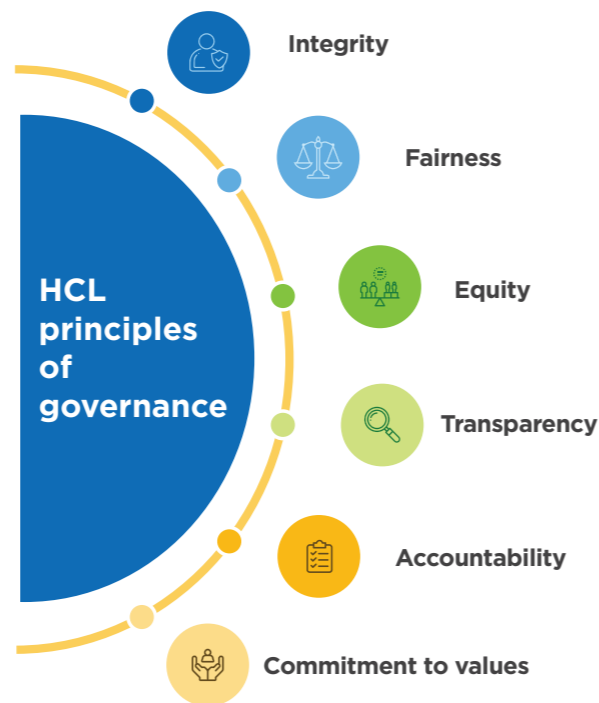 Integrity
Fairness
HCL
principles
of
governance
Equity
Transparency
Accountability
Commitment to values